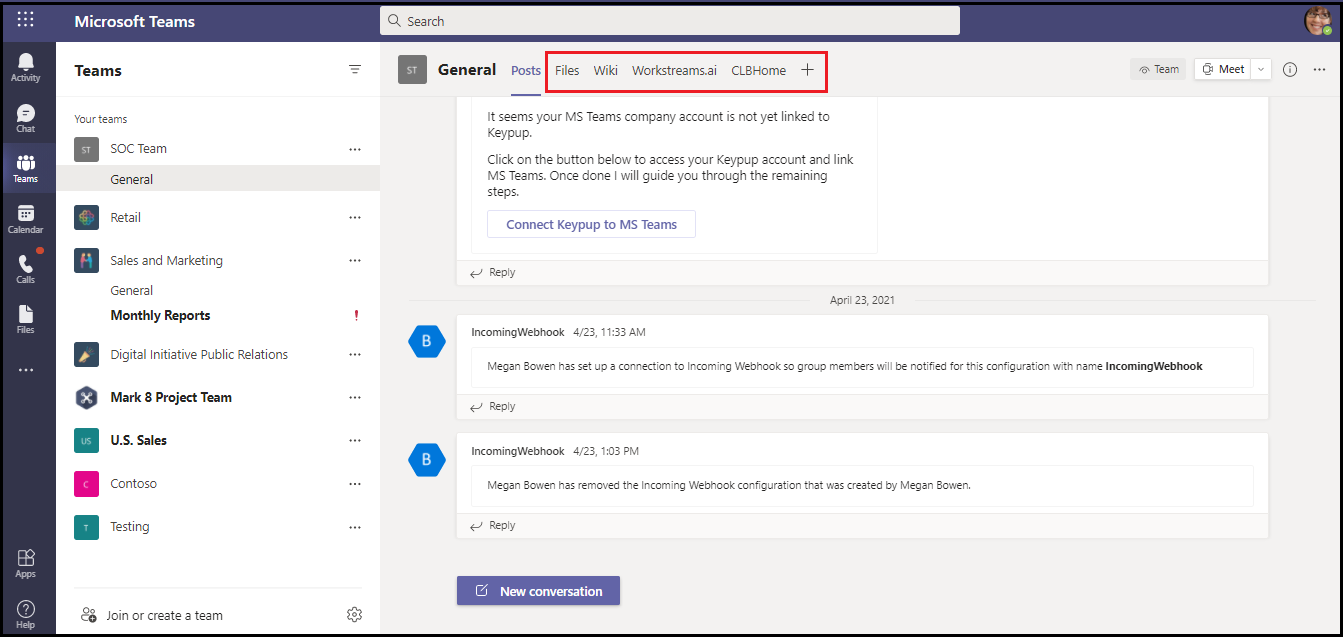 Microsoft Teams
Search
Activity
Chat
Teams
Calendar
Calls
Files
Apps
Help
Teams
Your teams
ST
SOC Team
General
Retail
Sales and Marketing
General
Monthly Reports
Digital Initiative Public Relations
Mark 8 Project Team
US
U.S. Sales
C
Contoso
T
Testing
Join or create a team
ST
General
Posts
Files
Wiki
Workstreams.ai
CLBHome
Team
Meet
It seems your MS Teams company account is not yet linked to
Keypup.
Click on the button below to access your Keypup account and link
MS Teams. Once done I will guide you through the remaining
steps.
Connect Keypup to MS Teams
Reply
April 23, 2021
B
IncomingWebhook 4/23, 11:33 AM
Megan Bowen has set up a connection to Incoming Webhook so group members will be notified for this configuration with name IncomingWebhook
Reply
B
IncomingWebhook 4/23, 1:03 PM
Megan Bowen has removed the Incoming Webhook configuration that was created by Megan Bowen.
Reply
New conversation